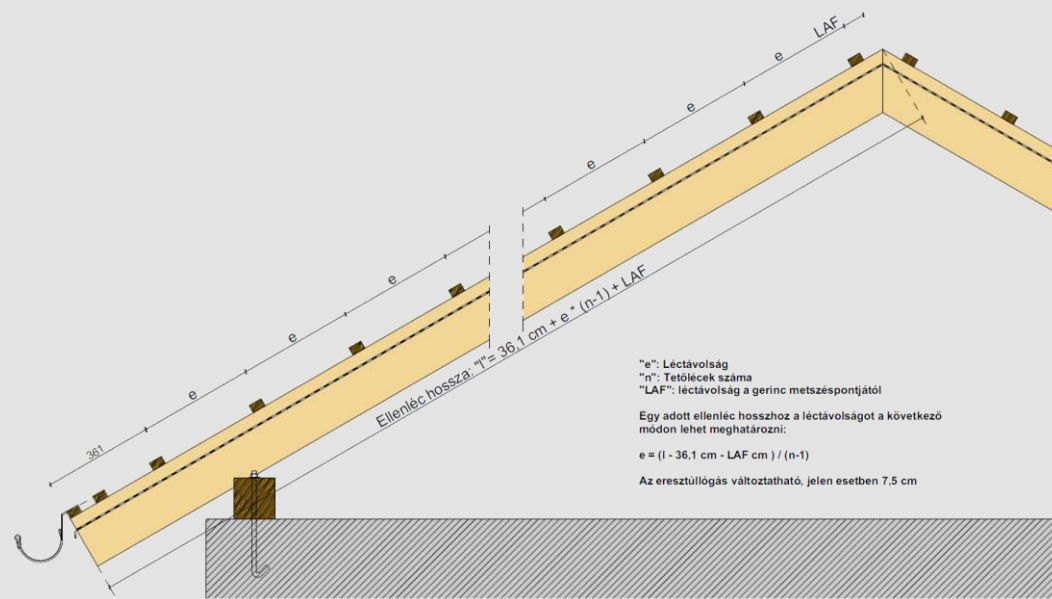 LAF
e
e
e
e
e
e
361
Ellenléc hossza: "l"= 36,1 cm + e * (n-1) + LAF
"e": Léctávolság
"n": Tetőlécek száma
"LAF": léctávolság a gerinc metszéspontjától
Egy adott ellenléc hosszhoz a léctávolságot a következő
módon lehet meghatározni:
e = (l - 36,1 cm - LAF cm ) / (n-1)
Az eresztúllógás változtatható, jelen esetben 7,5 cm